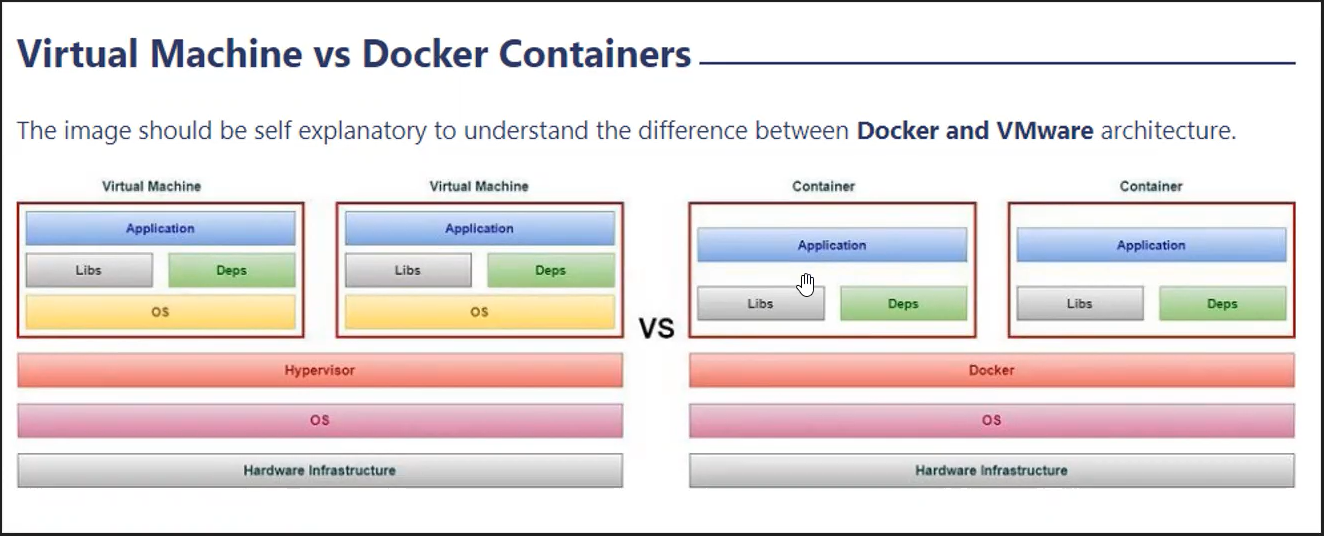 Virtual Machine vs Docker Containers
The image should be self explanatory to understand the difference between Docker and VMware architecture.
Virtual Machine
Application
Libs Deps
OS
Virtual Machine
Application
Libs Deps
OS
Hypervisor
OS
Hardware Infrastructure
VS
Container
Application
Libs Deps
Container
Application
Libs Deps
Docker
OS
Hardware Infrastructure